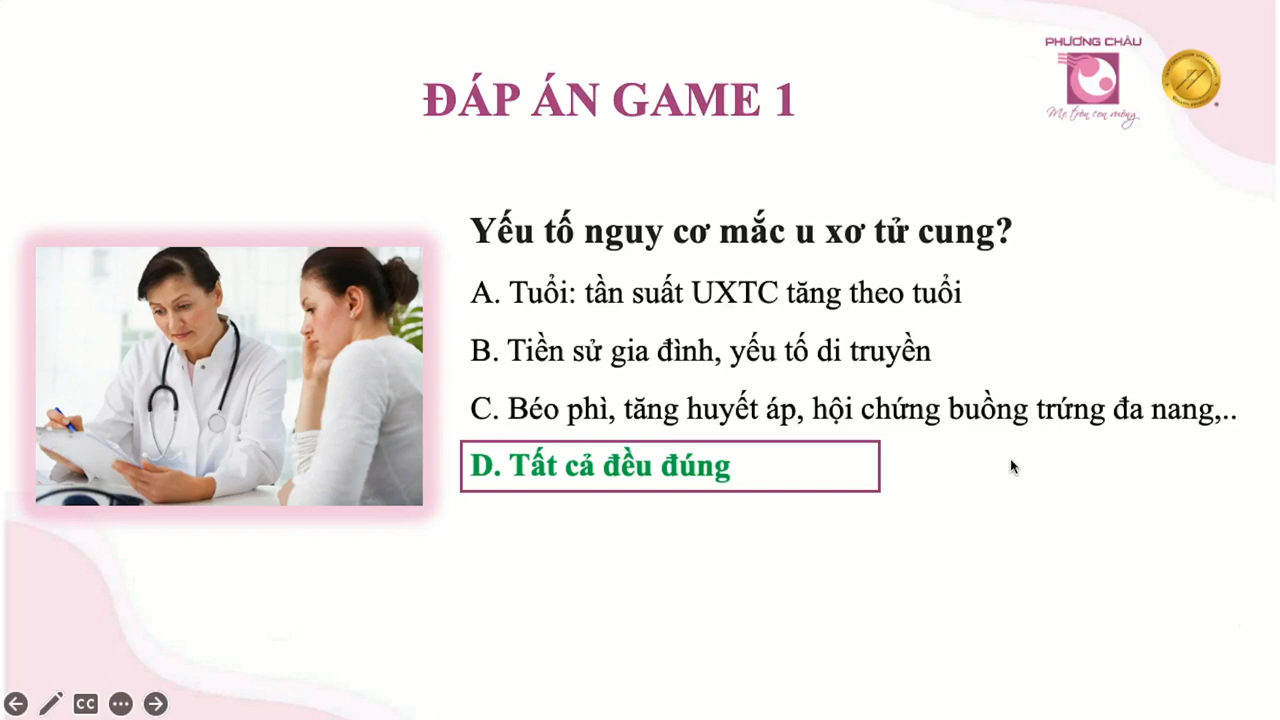 PHƯƠNG CHÂU
Mẹ tròn con vuông
ĐÁP ÁN GAME 1
Yếu tố nguy cơ mắc u xơ tử cung?
A. Tuổi: tần suất UXTC tăng theo tuổi
B. Tiền sử gia đình, yếu tố di truyền
C. Béo phì, tăng huyết áp, hội chứng buồng trứng đa nang,..
D. Tất cả đều đúng
CC